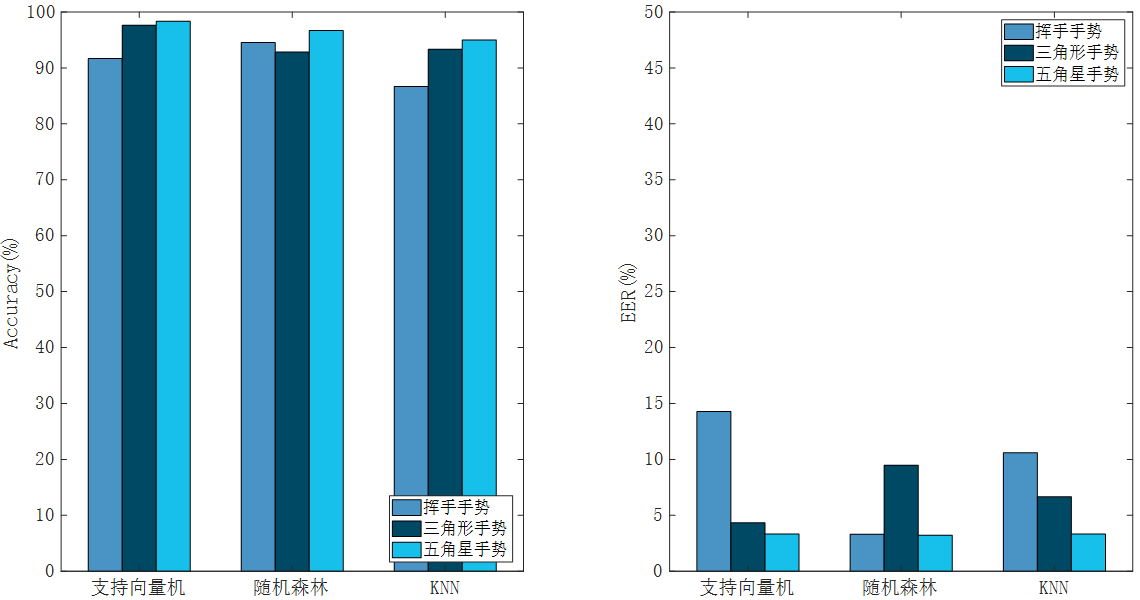 100
90
80
70
60
50
40
30
20
10
0
Accuracy(%)
支持向量机
随机森林
KNN
挥手手势
三角形手势
五角星手势
50
45
40
35
30
25
20
15
10
5
0
EER(%)
支持向量机
随机森林
KNN
挥手手势
三角形手势
五角星手势